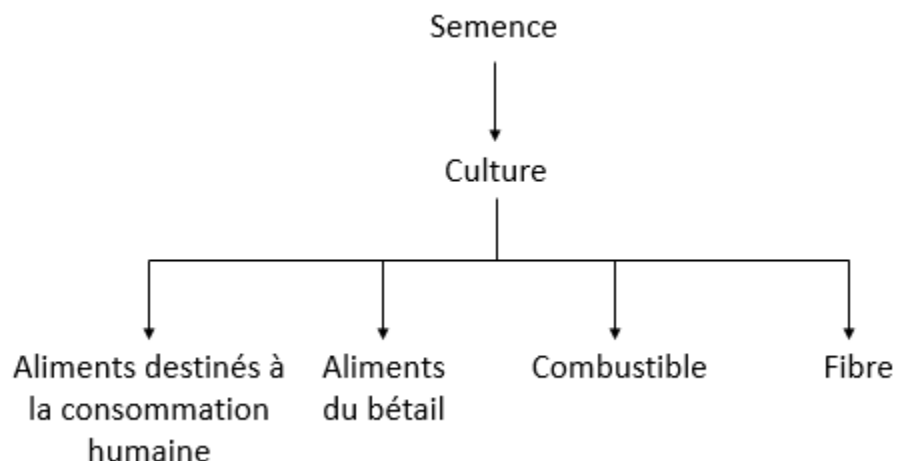 Semence
Culture
Aliments destinés à
la consommation
humaine
Aliments
du bétail
Combustible
Fibre